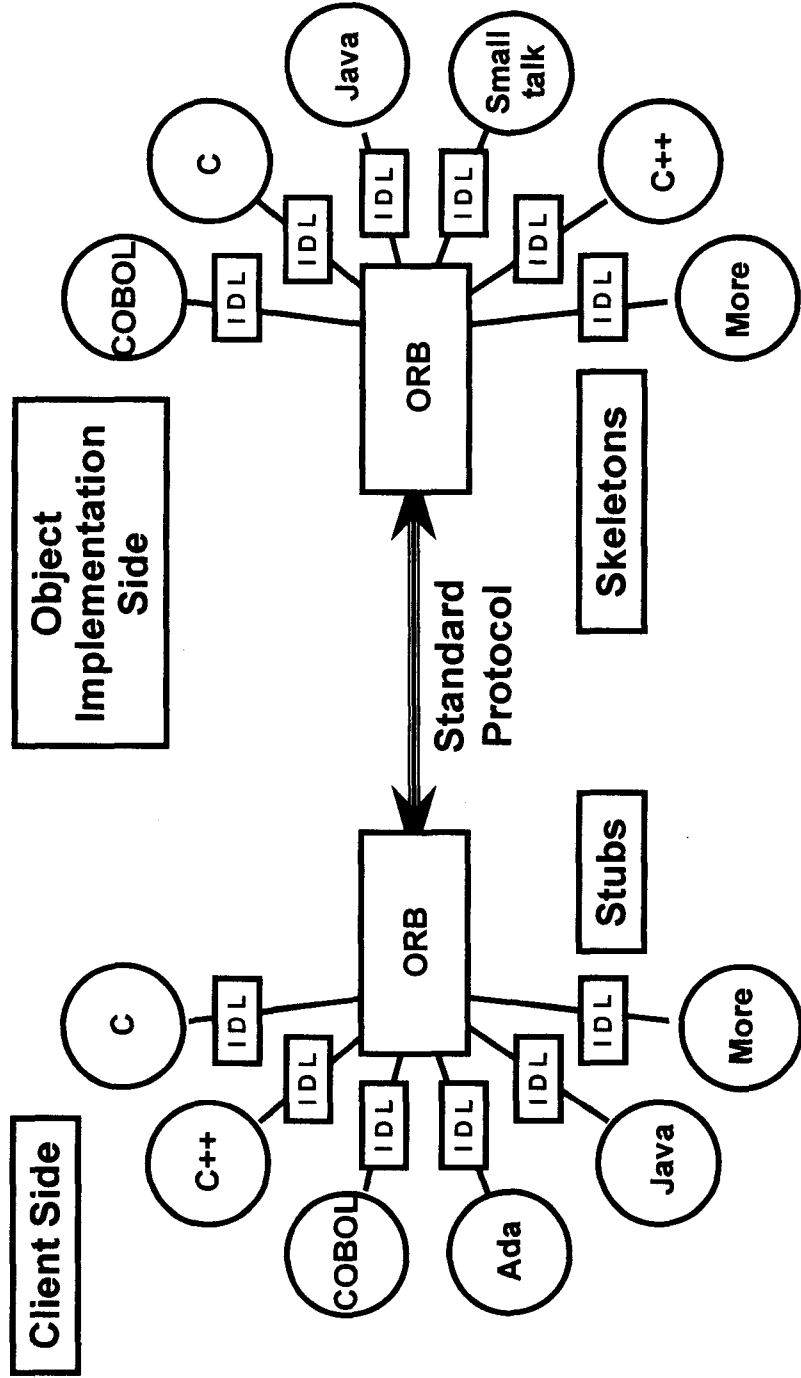 Client Side
Object
Implementation
Side
C
IDL
C++
IDL
COBOL
IDL
Ada
IDL
Java
IDL
More
IDL
ORB
Stubs
Standard
Protocol
ORB
Skeletons
COBOL
IDL
C
IDL
Java
IDL
Small
talk
IDL
C++
IDL
More
IDL